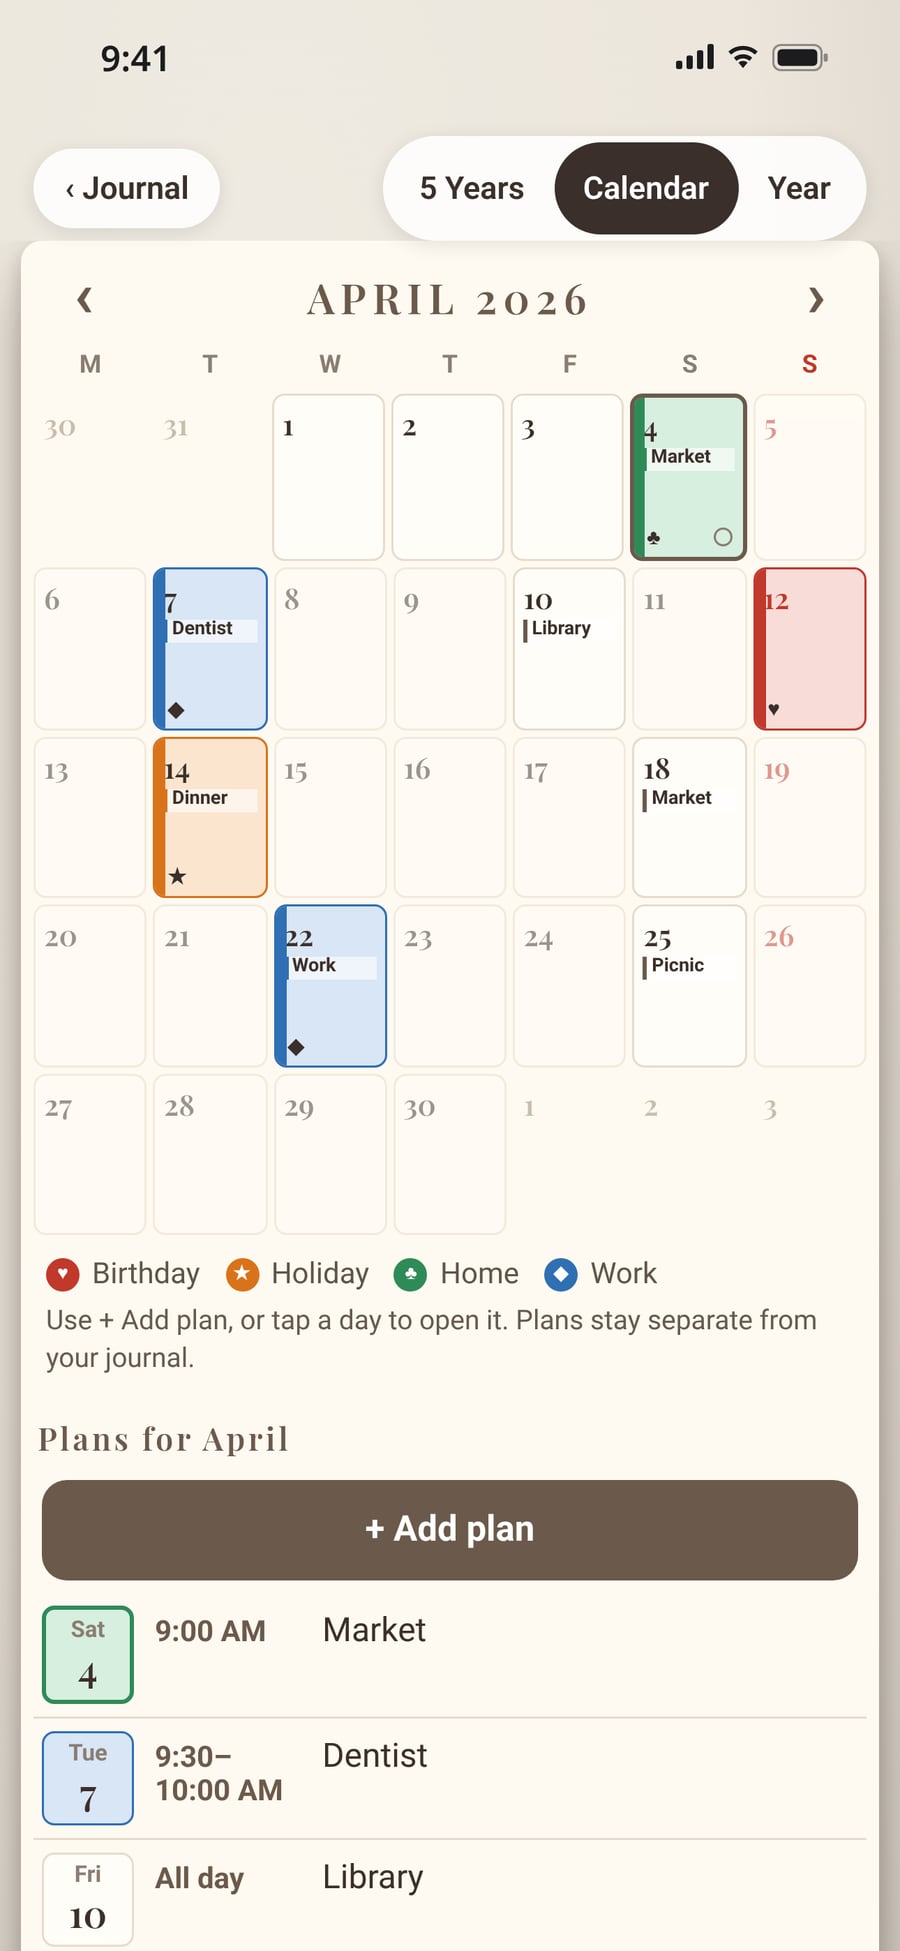 9:41
‹ Journal
5 Years Calendar Year
❮ APRIL 2026 ❯
M T W T F S S
30 31 1 2 3 4 5
Market
♣
6 7 8 9 10 11 12
Dentist Library
◆ ♥
13 14 15 16 17 18 19
Dinner Market
★
20 21 22 23 24 25 26
Work Picnic
◆
27 28 29 30 1 2 3
♥ Birthday ★ Holiday ♣ Home ◆ Work
Use + Add plan, or tap a day to open it. Plans stay separate from
your journal.
Plans for April
+ Add plan
Sat 9:00 AM Market
4
Tue 9:30– Dentist
7 10:00 AM
Fri All day Library
10